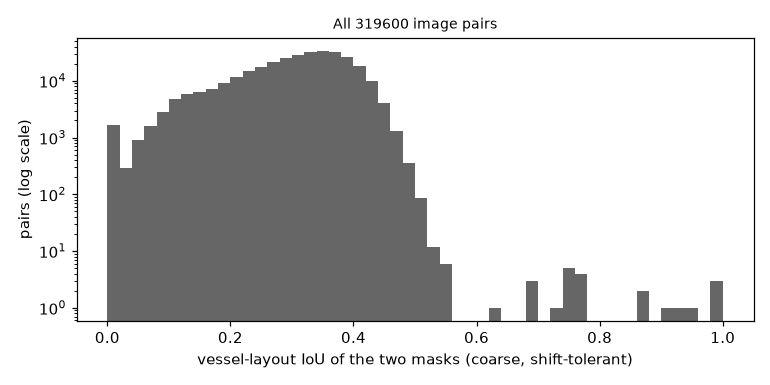 All 319600 image pairs
pairs (log scale)
10⁴
10³
10²
10¹
10⁰
0.0 0.2 0.4 0.6 0.8 1.0
vessel-layout IoU of the two masks (coarse, shift-tolerant)